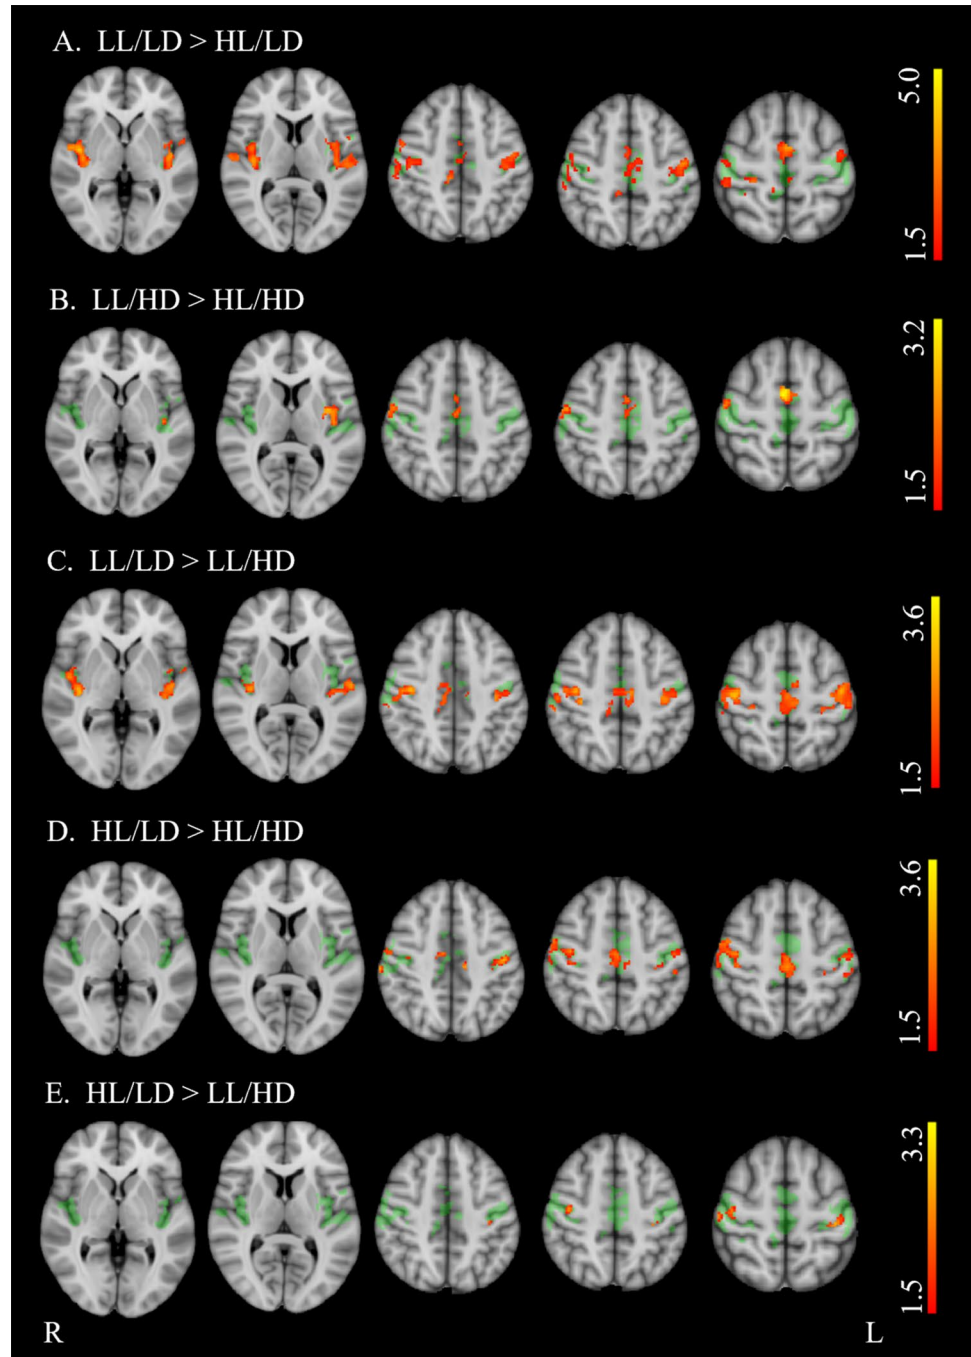 A. LL/LD > HL/LD
5.0
1.5
B. LL/HD > HL/HD
3.2
1.5
C. LL/LD > LL/HD
3.6
1.5
D. HL/LD > HL/HD
3.6
1.5
E. HL/LD > LL/HD
3.3
1.5
R L